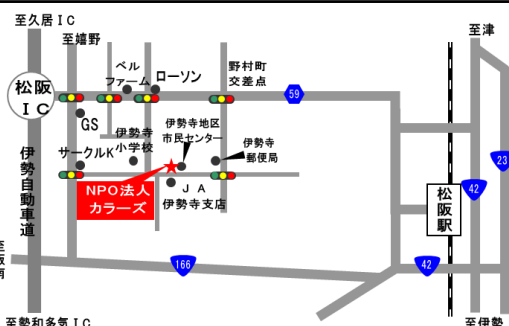 至久居ＩＣ
至嬉野
至津
ベル
ファーム
ローソン
野村町
交差点
松阪
ＩＣ
59
GS
伊勢寺
小学校
伊勢寺地区
市民センター
伊勢寺
郵便局
サークルK
23
伊勢自動車道
NPO法人
カラーズ
ＪＡ
伊勢寺支店
松阪駅
42
166
42
至勢和多気ＩＣ
至伊勢